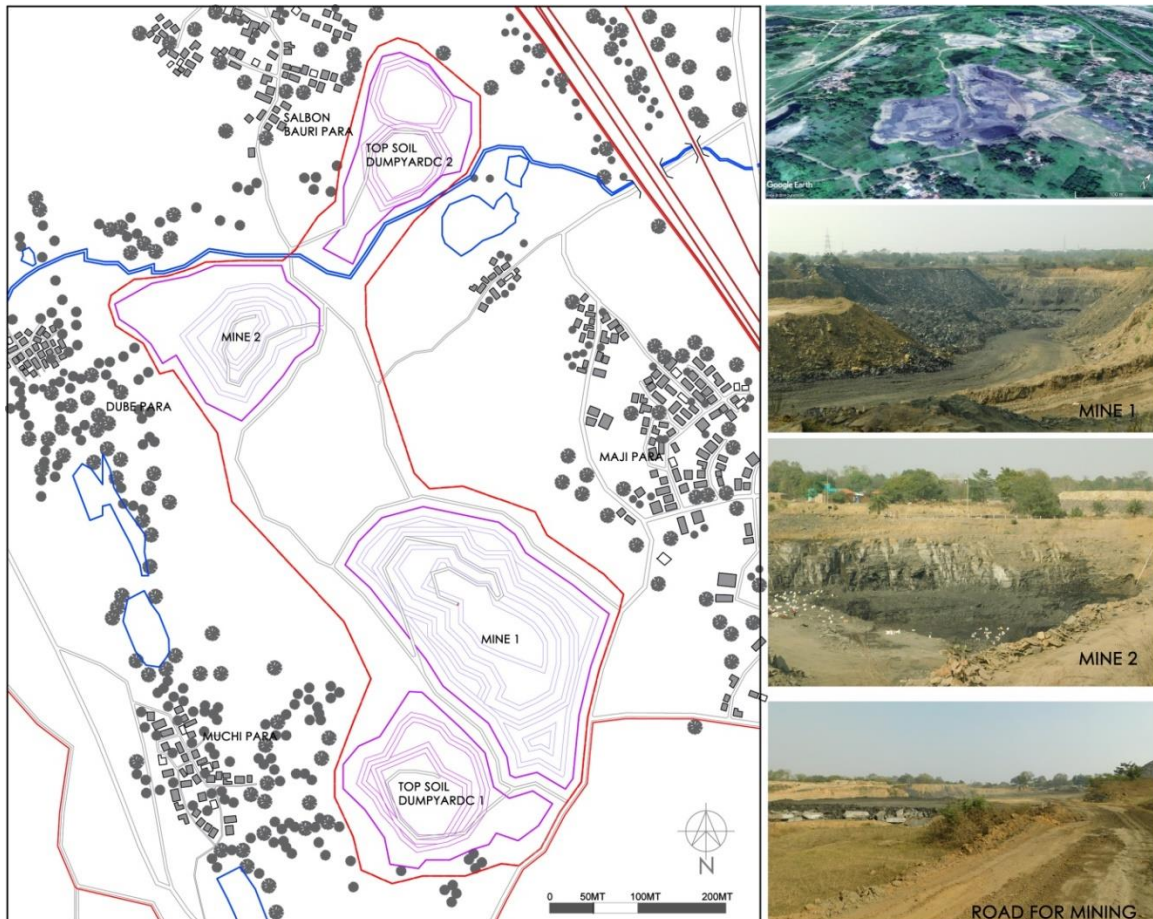 SALBON
BAURI PARA
TOP SOIL
DUMPYARDC 2
MINE 2
DUBE PARA
MAJI PARA
MINE 1
MUCHI PARA
TOP SOIL
DUMPYARDC 1
N
0 50MT 100MT 200MT
Google Earth
MINE 1
MINE 2
ROAD FOR MINING.